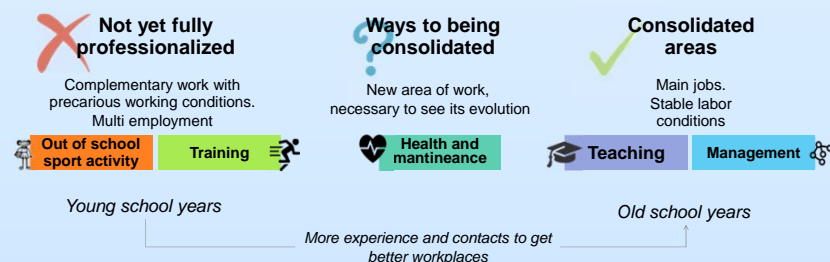 Not yet fully
professionalized
Complementary work with
precarious working conditions.
Multi employment
Out of school
sport activity
Training
Ways to being
consolidated
New area of work,
necessary to see its evolution
Health and
mantineance
Consolidated
areas
Main jobs.
Stable labor
conditions
Teaching
Management
Young school years
Old school years
More experience and contacts to get
better workplaces